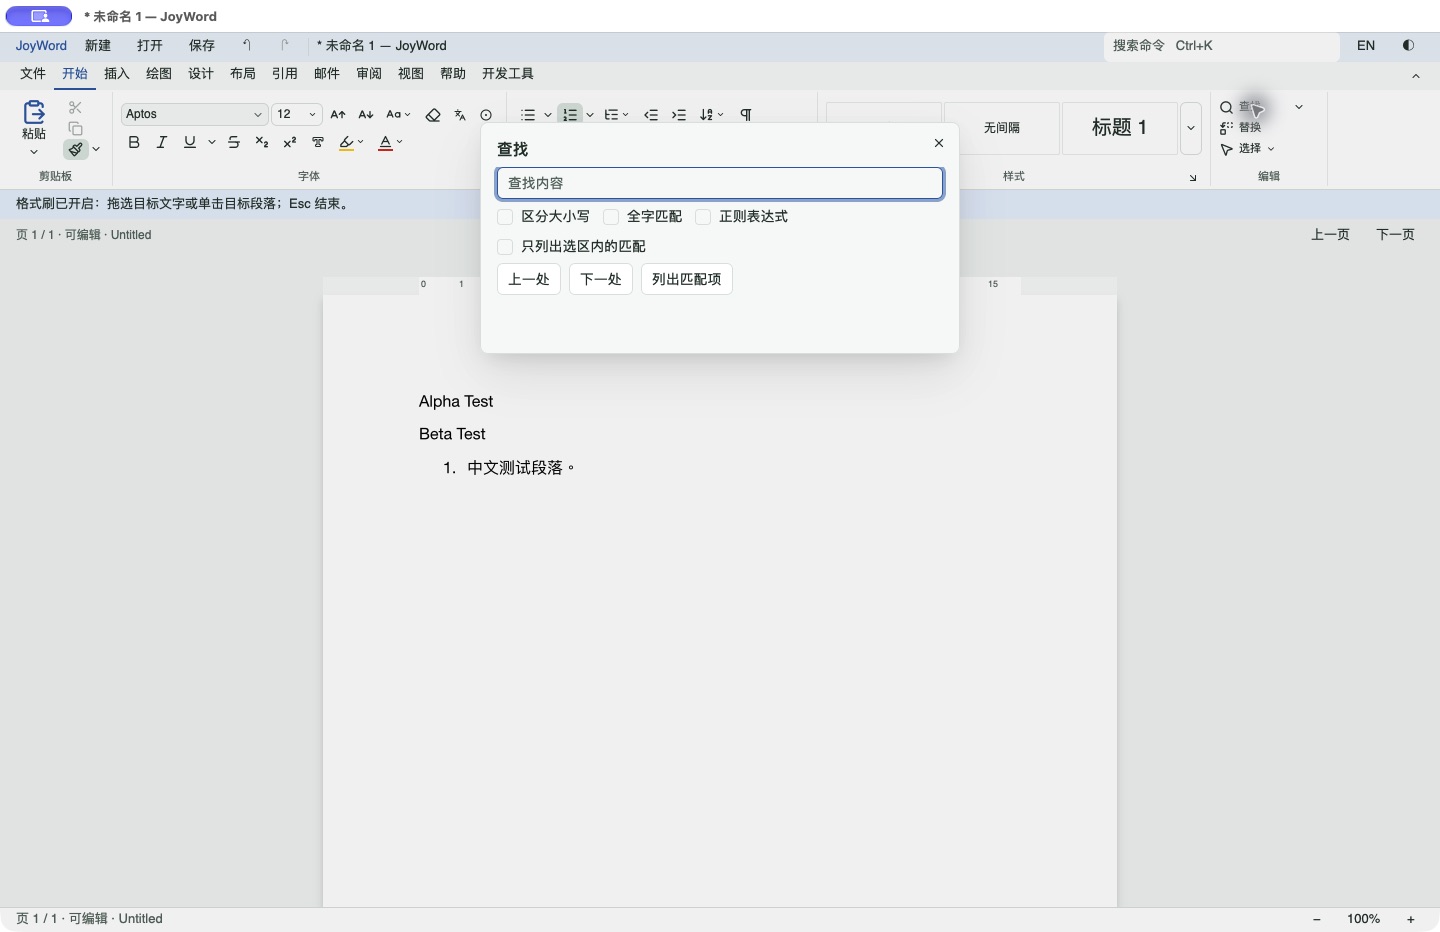 * 未命名 1 — JoyWord
JoyWord 新建 打开 保存 * 未命名 1 — JoyWord 搜索命令 Ctrl+K EN
文件 开始 插入 绘图 设计 布局 引用 邮件 审阅 视图 帮助 开发工具
Aptos 12 Aa
粘贴 B I U S X₂ X² A 无间隔 标题 1 查找
替换
选择
剪贴板 字体 样式 编辑
格式刷已开启：拖选目标文字或单击目标段落；Esc 结束。
页 1 / 1 · 可编辑 · Untitled 上一页 下一页
查找
查找内容
区分大小写 全字匹配 正则表达式
只列出选区内的匹配
上一处 下一处 列出匹配项
0 1 15
Alpha Test
Beta Test
1. 中文测试段落。
页 1 / 1 · 可编辑 · Untitled − 100% +